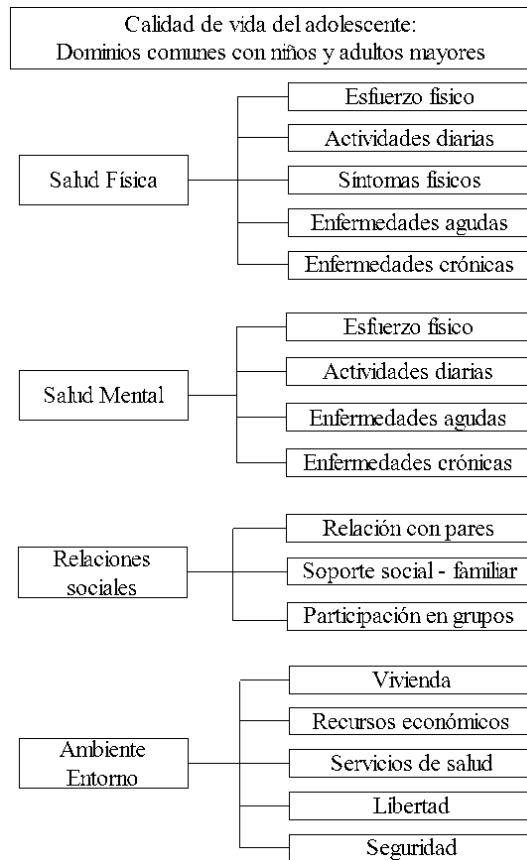 Calidad de vida del adolescente:
Dominios comunes con niños y adultos mayores
Salud Física
Esfuerzo físico
Actividades diarias
Síntomas físicos
Enfermedades agudas
Enfermedades crónicas
Salud Mental
Esfuerzo físico
Actividades diarias
Enfermedades agudas
Enfermedades crónicas
Relaciones
sociales
Relación con pares
Soporte social - familiar
Participación en grupos
Ambiente
Entorno
Vivienda
Recursos económicos
Servicios de salud
Libertad
Seguridad